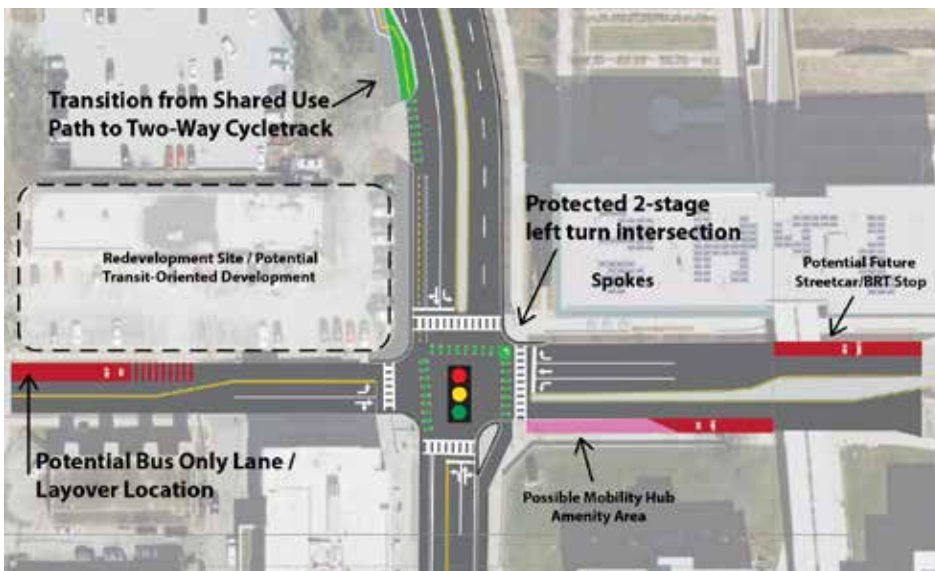 Transition from Shared Use
Path to Two-Way Cycletrack
Protected 2-stage
left turn intersection
Redevelopment Site / Potential
Transit-Oriented Development
Spokes
Potential Future
Streetcar/BRT Stop
Potential Bus Only Lane /
Layover Location
Possible Mobility Hub
Amenity Area